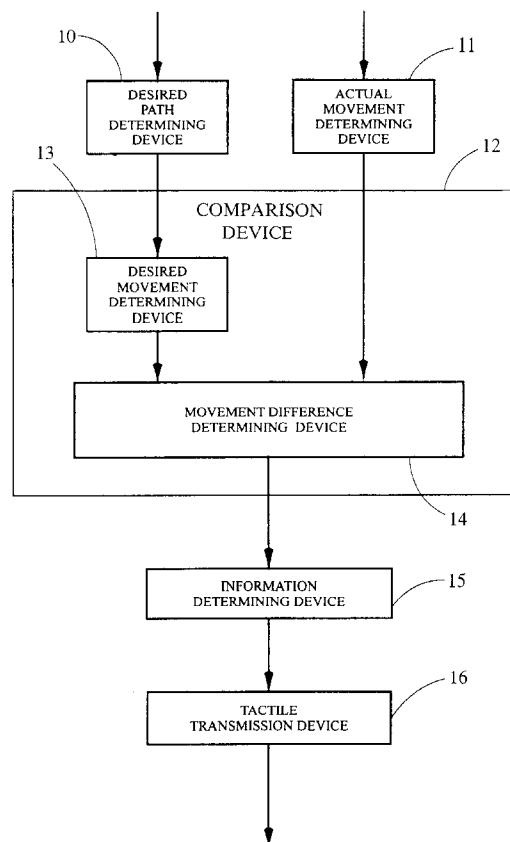 10
11
DESIRED
PATH
DETERMINING
DEVICE
ACTUAL
MOVEMENT
DETERMINING
DEVICE
13
12
COMPARISON
DEVICE
DESIRED
MOVEMENT
DETERMINING
DEVICE
MOVEMENT DIFFERENCE
DETERMINING DEVICE
14
INFORMATION
DETERMINING DEVICE
15
TACTILE
TRANSMISSION DEVICE
16